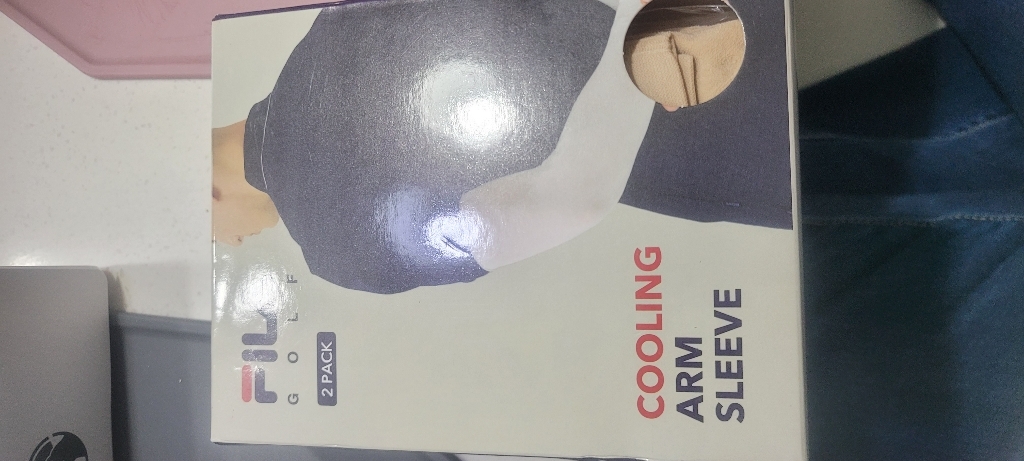 FILA
GOLF
2 PACK
COOLING
ARM
SLEEVE